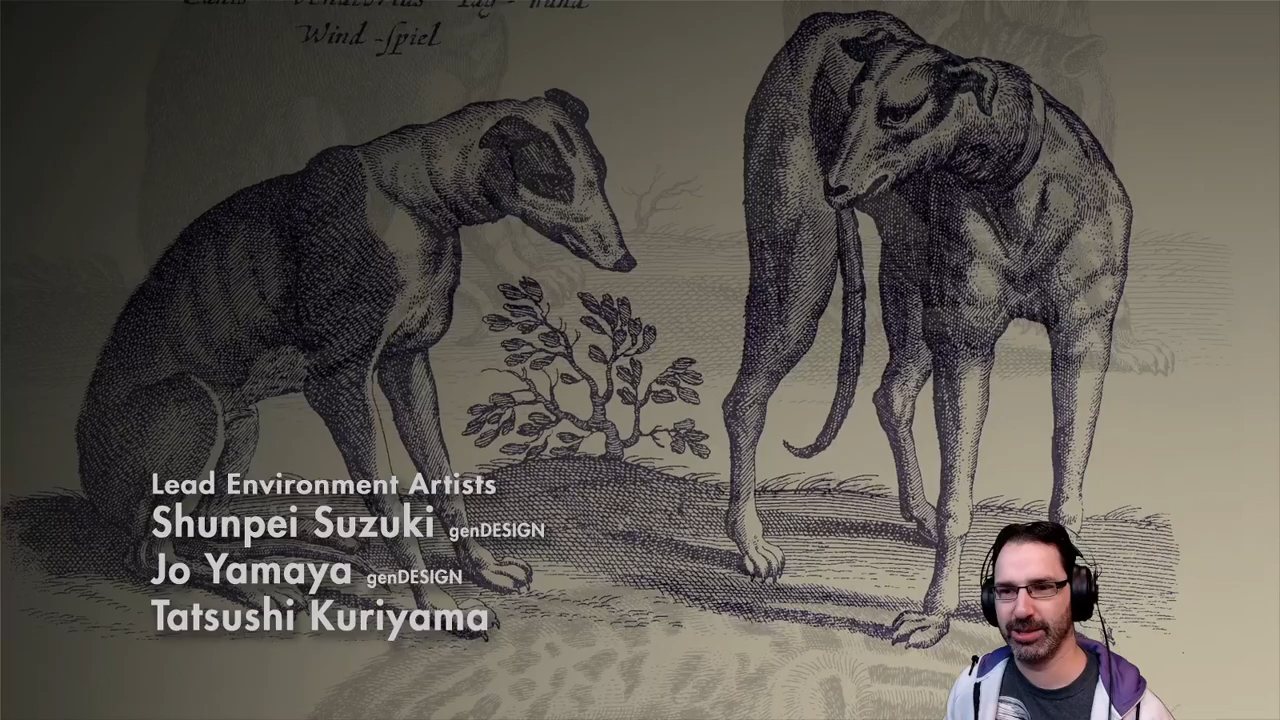 Wind-ſpiel
Lead Environment Artists
Shunpei Suzuki genDESIGN
Jo Yamaya genDESIGN
Tatsushi Kuriyama